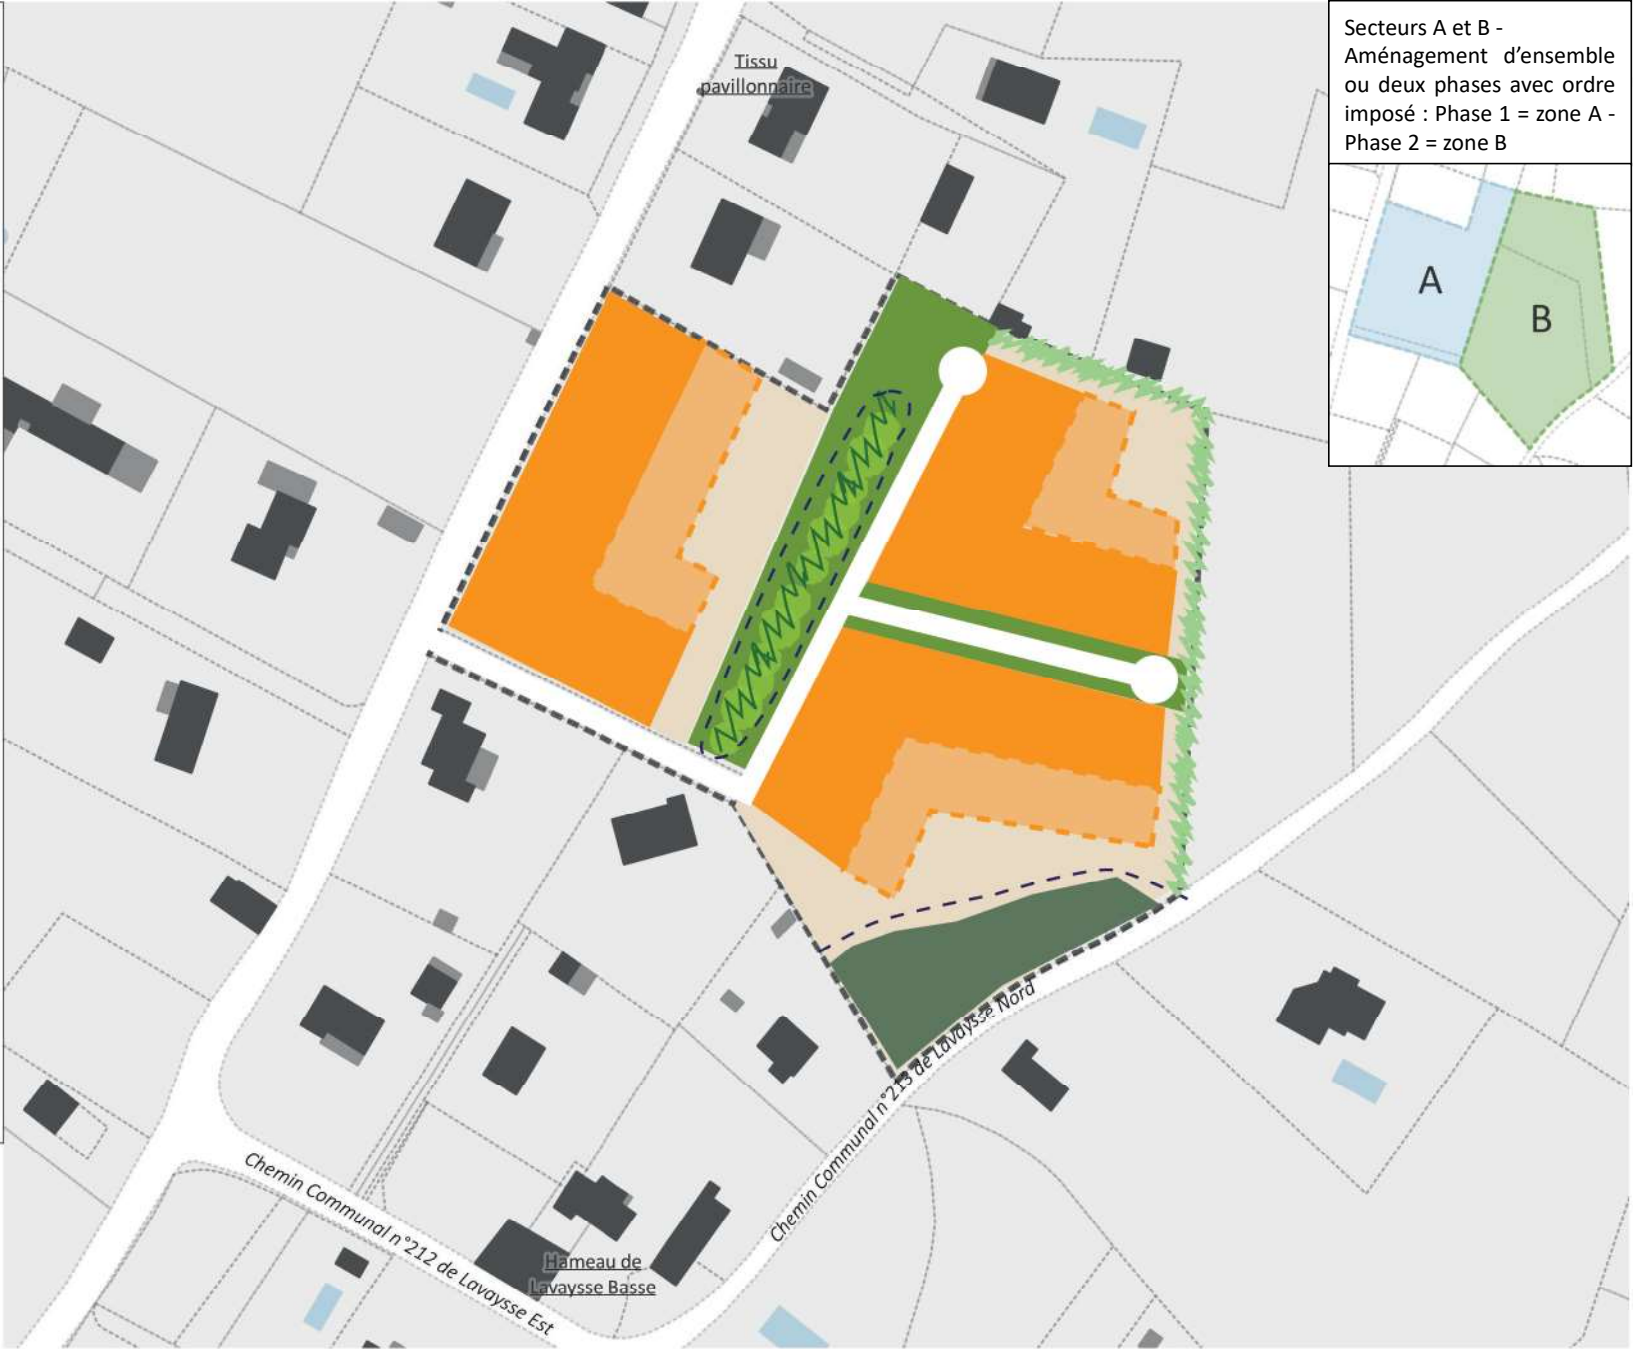 Secteurs A et B -
Aménagement d'ensemble
ou deux phases avec ordre
imposé : Phase 1 = zone A -
Phase 2 = zone B
A
B
Tissu
pavillonnaire
Chemin Communal n°213 de Lavaysse Nord
Chemin Communal n°212 de Lavaysse Est
Hameau de
Lavaysse Basse